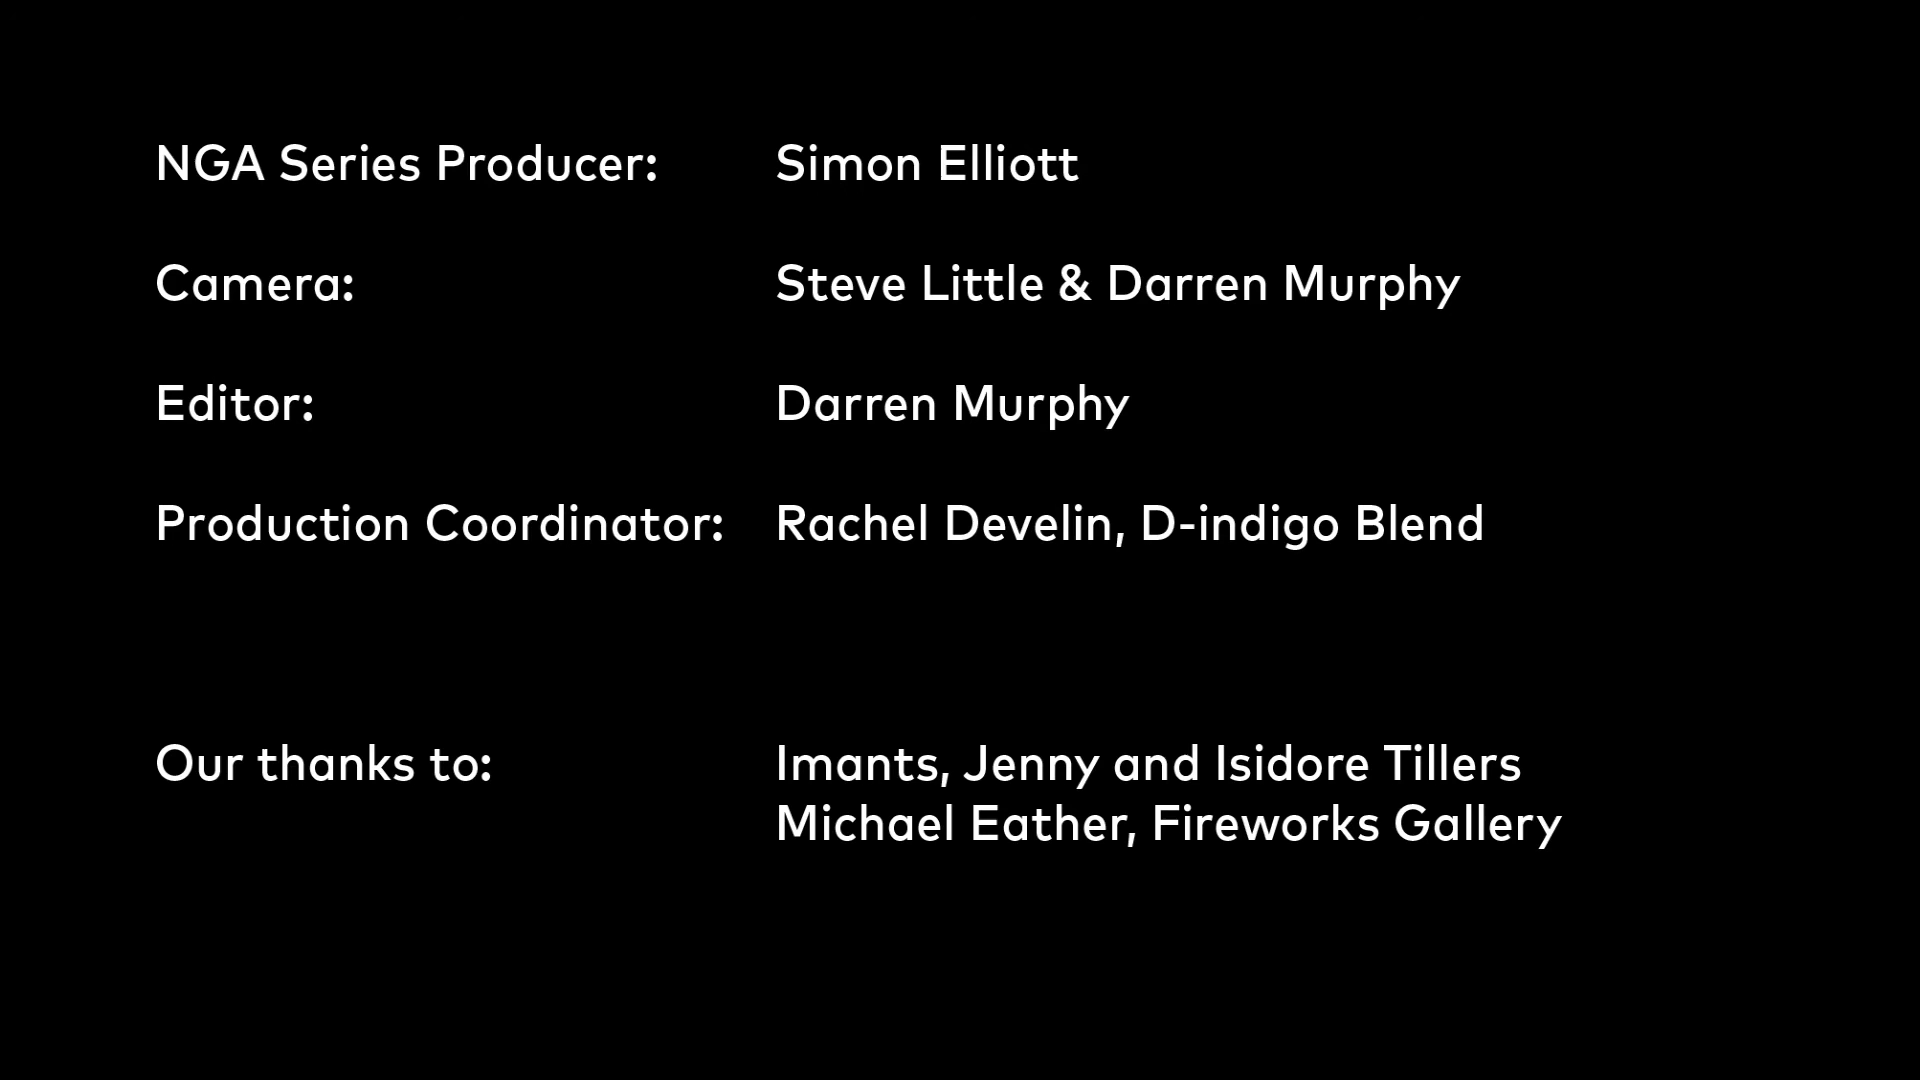 NGA Series Producer: Simon Elliott
Camera: Steve Little & Darren Murphy
Editor: Darren Murphy
Production Coordinator: Rachel Develin, D-indigo Blend
Our thanks to: Imants, Jenny and Isidore Tillers
Michael Eather, Fireworks Gallery